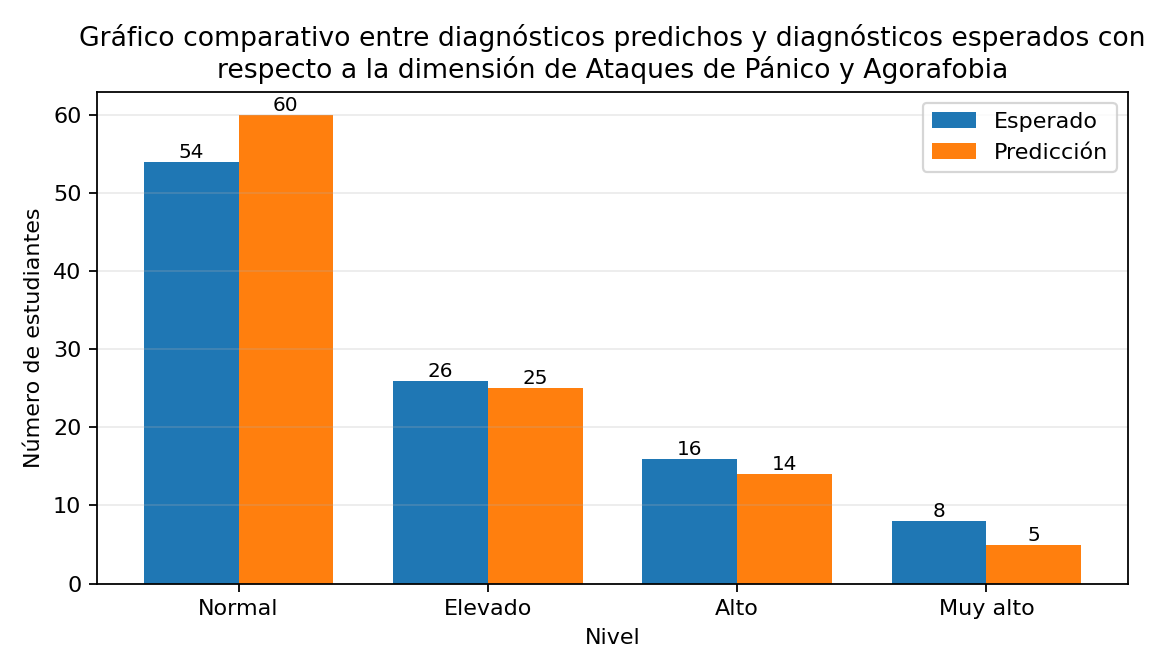 Gráfico comparativo entre diagnósticos predichos y diagnósticos esperados con
respecto a la dimensión de Ataques de Pánico y Agorafobia
Esperado
Predicción
Número de estudiantes
60
50
40
30
20
10
0
54
60
26
25
16
14
8
5
Normal
Elevado
Alto
Muy alto
Nivel